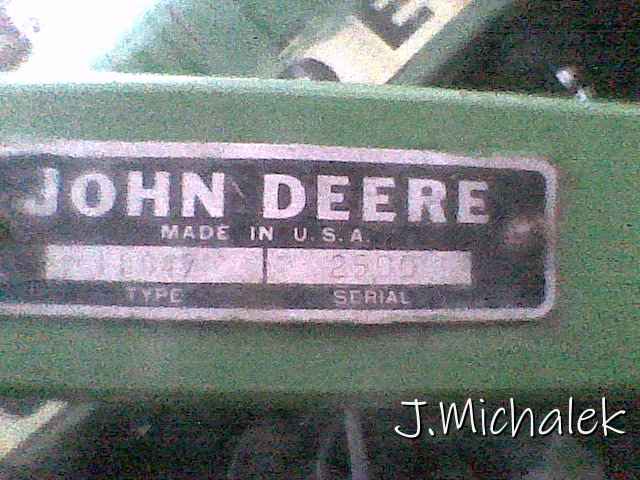 JOHN DEERE
MADE IN U.S.A.
TYPE SERIAL
J.Michalek